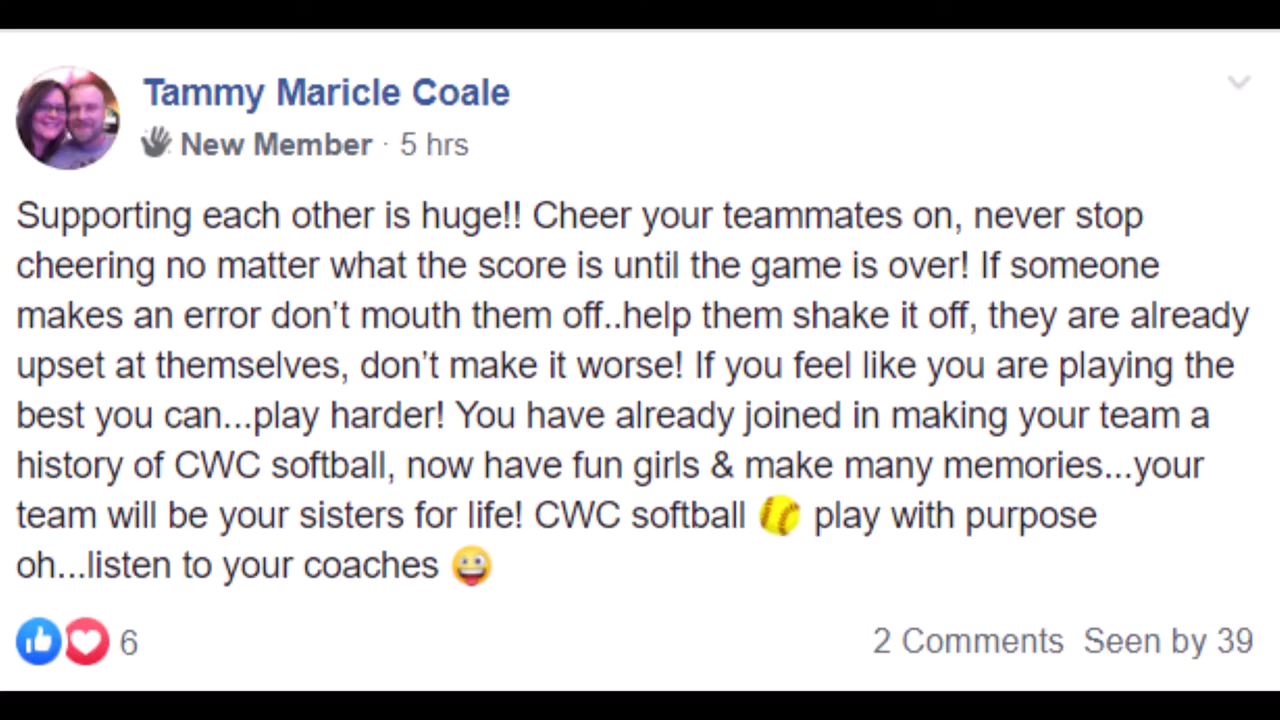 Tammy Maricle Coale
New Member · 5 hrs
Supporting each other is huge!! Cheer your teammates on, never stop
cheering no matter what the score is until the game is over! If someone
makes an error don’t mouth them off..help them shake it off, they are already
upset at themselves, don’t make it worse! If you feel like you are playing the
best you can...play harder! You have already joined in making your team a
history of CWC softball, now have fun girls & make many memories...your
team will be your sisters for life! CWC softball 🥎 play with purpose
oh...listen to your coaches 🤪
6
2 Comments Seen by 39